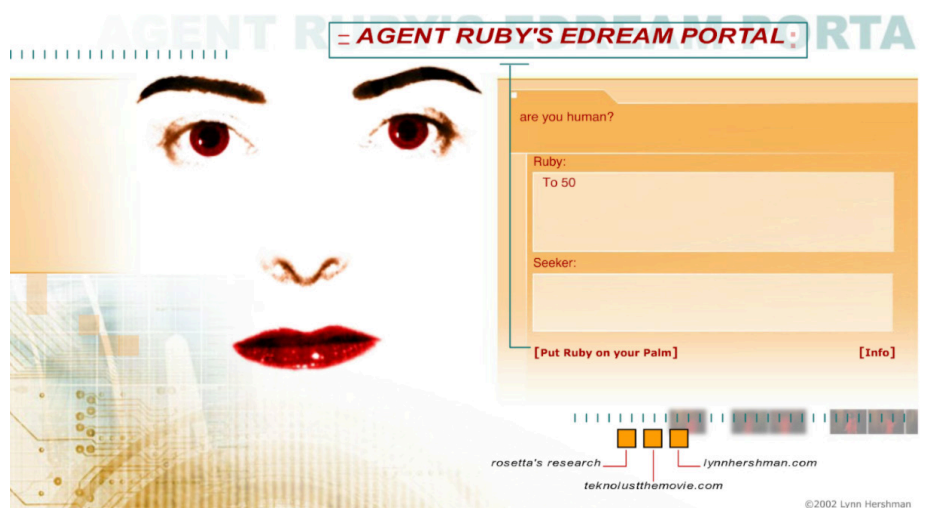 AGENT RUBY'S EDREAM PORTA
:: AGENT RUBY'S EDREAM PORTAL::
are you human?
Ruby:
To 50
Seeker:
[Put Ruby on your Palm]
[Info]
rosetta's research
lynnhershman.com
teknolustthemovie.com
©2002 Lynn Hershman